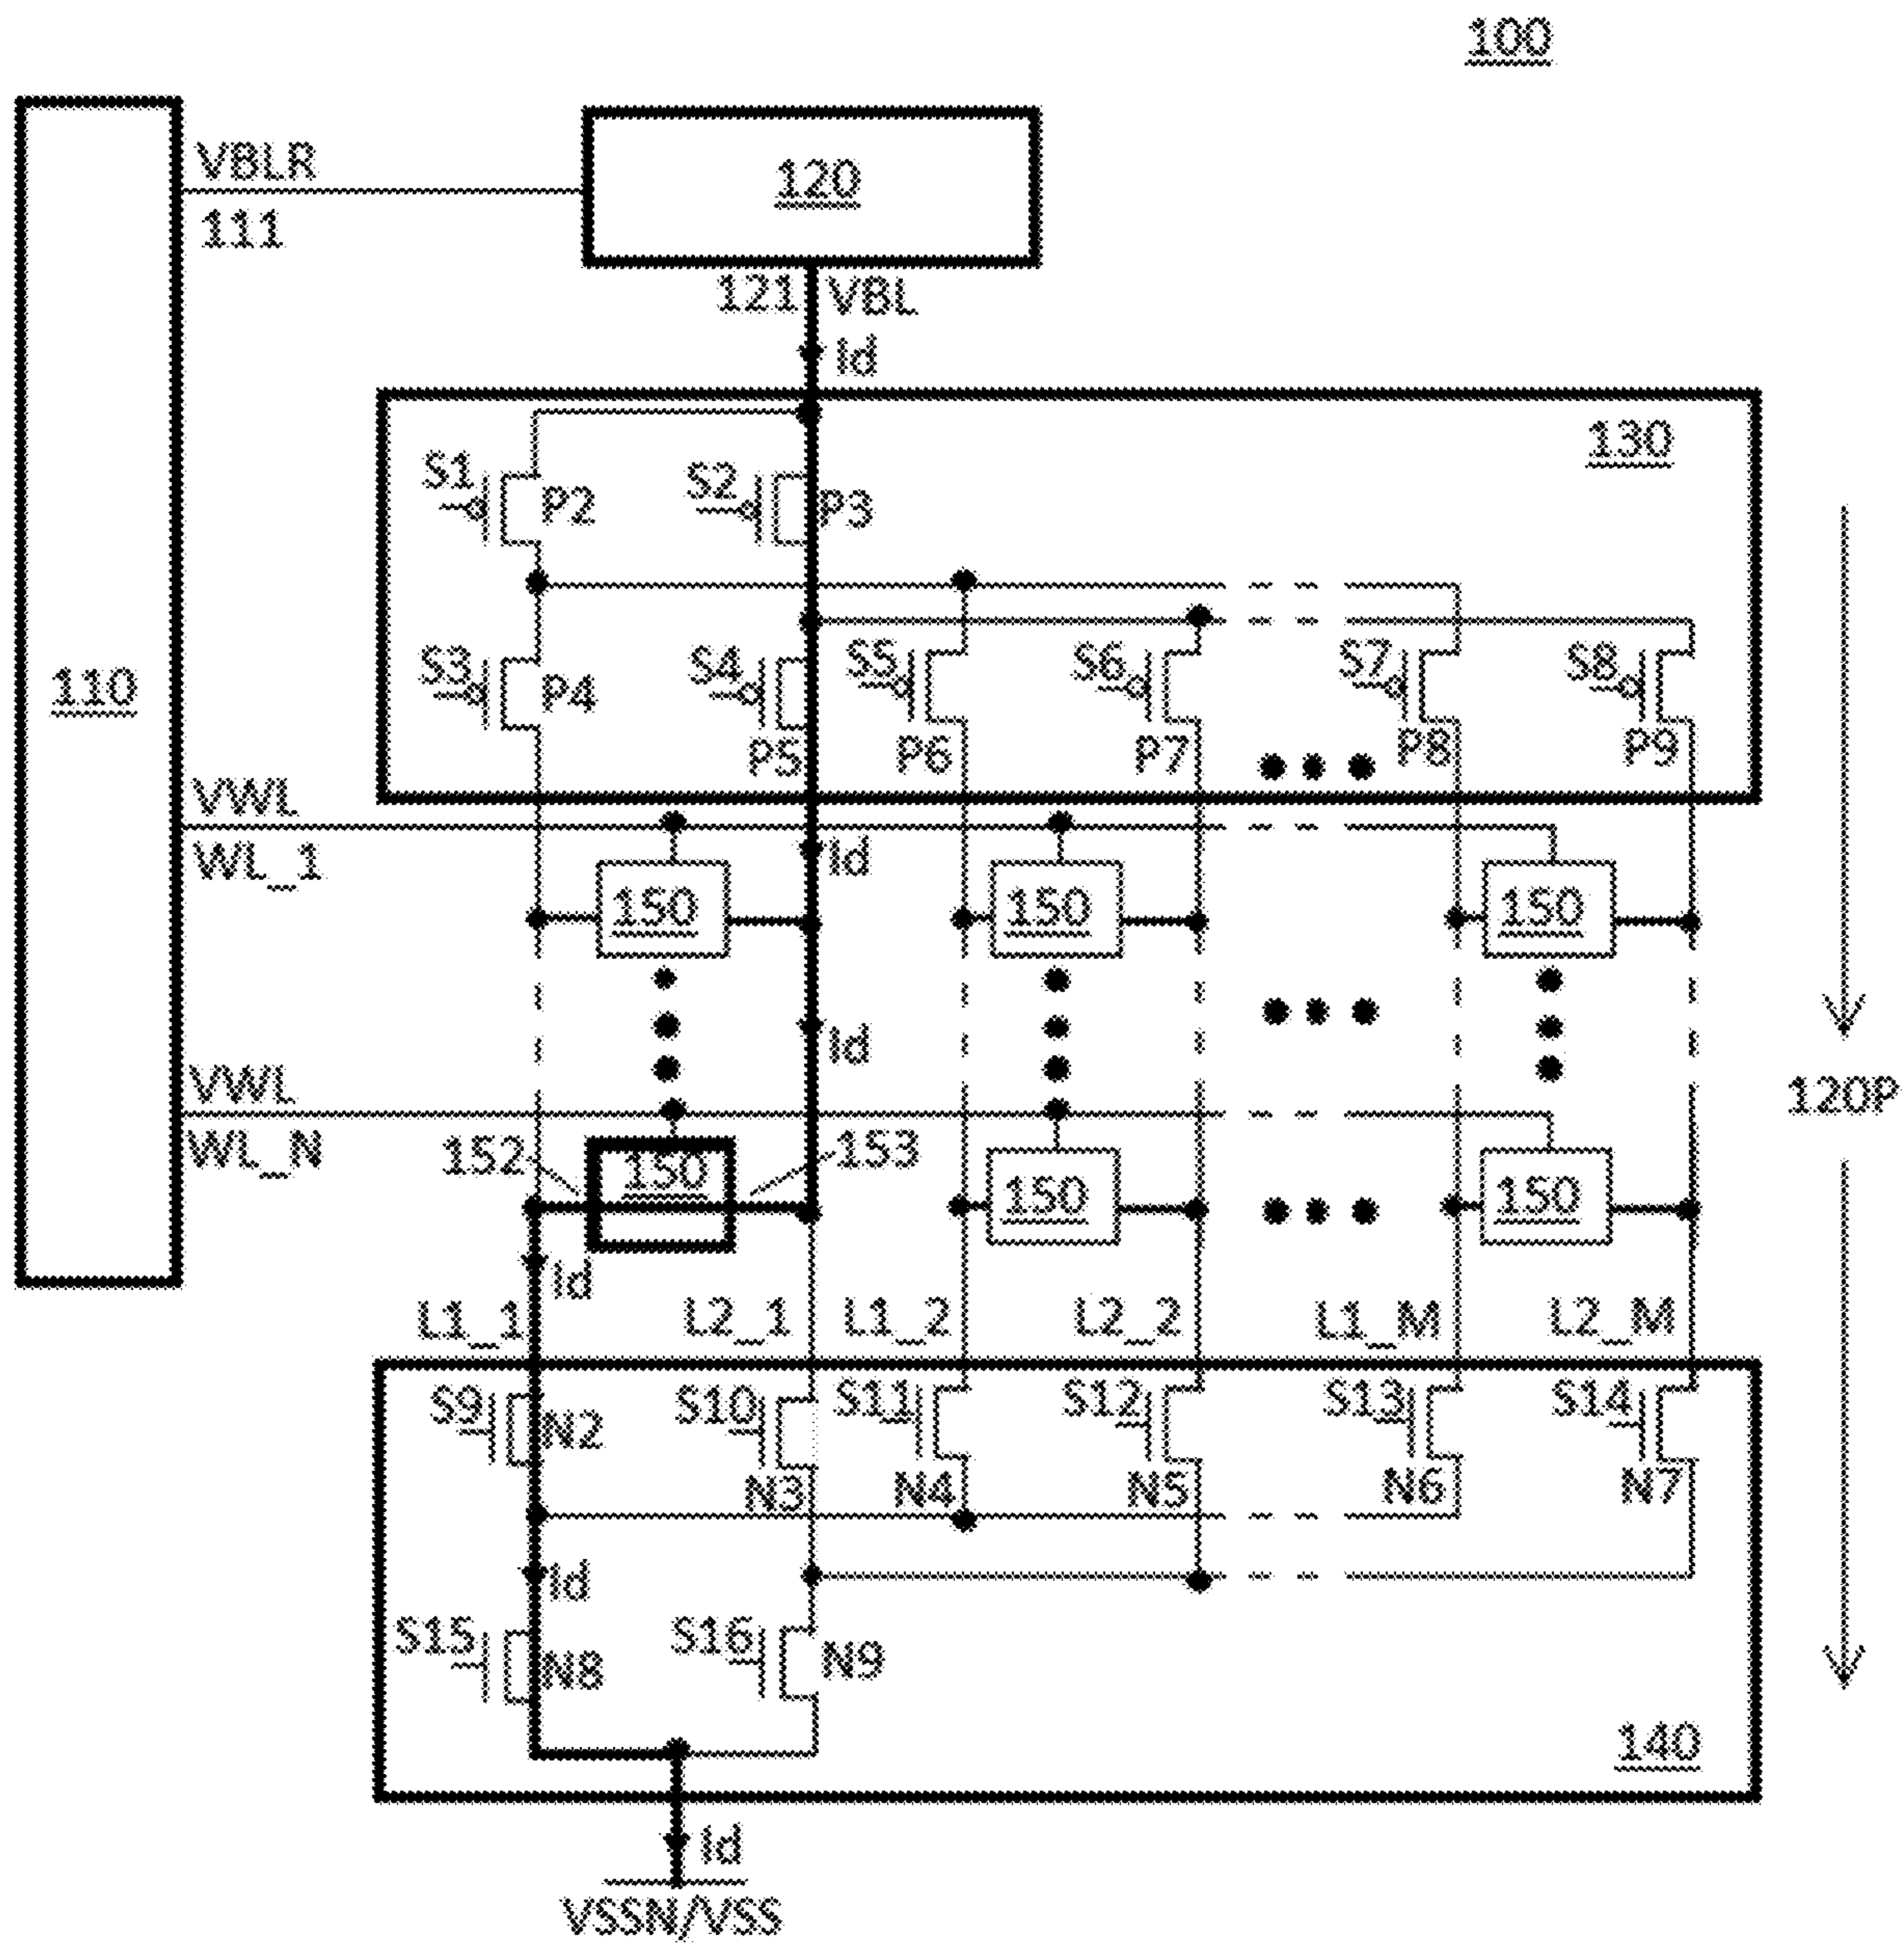 100
VBLR
111
120
121 VBL
Id
130
S1 P2 S2 P3
S3 P4 S4 P5 S5 P6 S6 P7 S7 P8 S8 P9
110
VWL
WL_1
Id
150 150 150
Id
VWL
WL_N
120P
152 150 153
150 150
Id
L1_1 L2_1 L1_2 L2_2 L1_M L2_M
S9 N2 S10 N3 S11 N4 S12 N5 S13 N6 S14 N7
Id
S15 N8 S16 N9
140
Id
VSSN/VSS